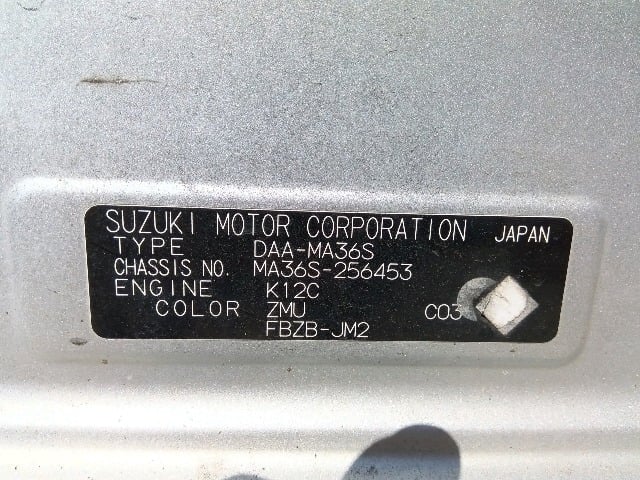 SUZUKI MOTOR CORPORATION JAPAN
TYPE DAA-MA36S
CHASSIS NO. MA36S-256453
ENGINE K12C
COLOR ZMU C03
FBZB-JM2